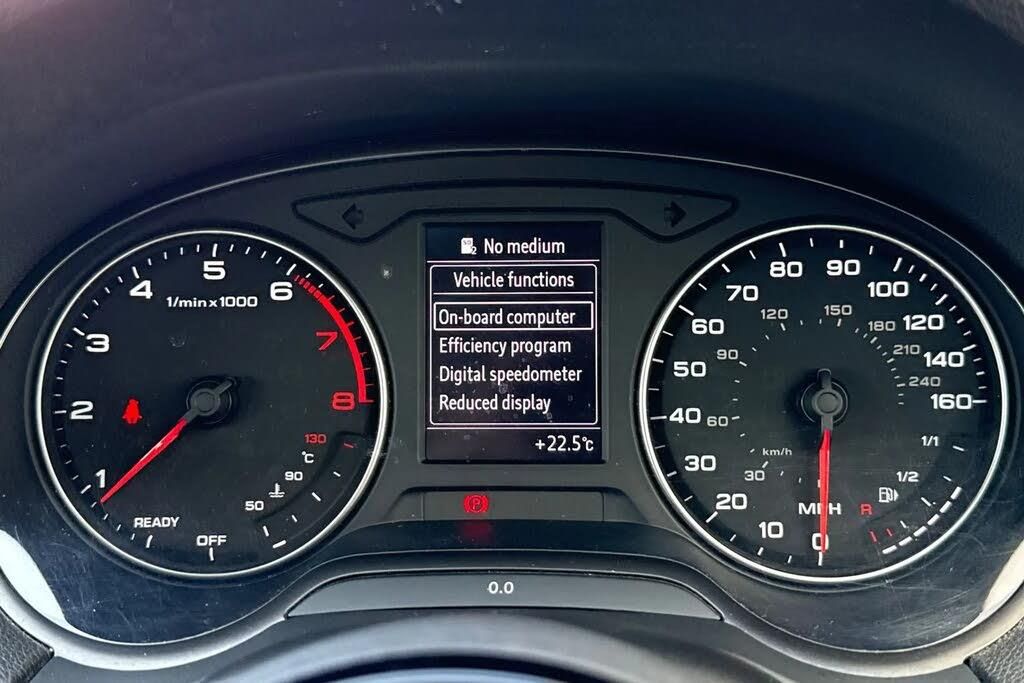 No medium
Vehicle functions
On-board computer
Efficiency program
Digital speedometer
Reduced display
+22.5°C
1/min x 1000
1
2
3
4
5
6
7
8
READY
OFF
50
90
130
°C
MPH
0
10
20
30
40
50
60
70
80
90
100
120
140
160
km/h
30
60
90
120
150
180
210
240
R
1/2
1/1
P
0.0